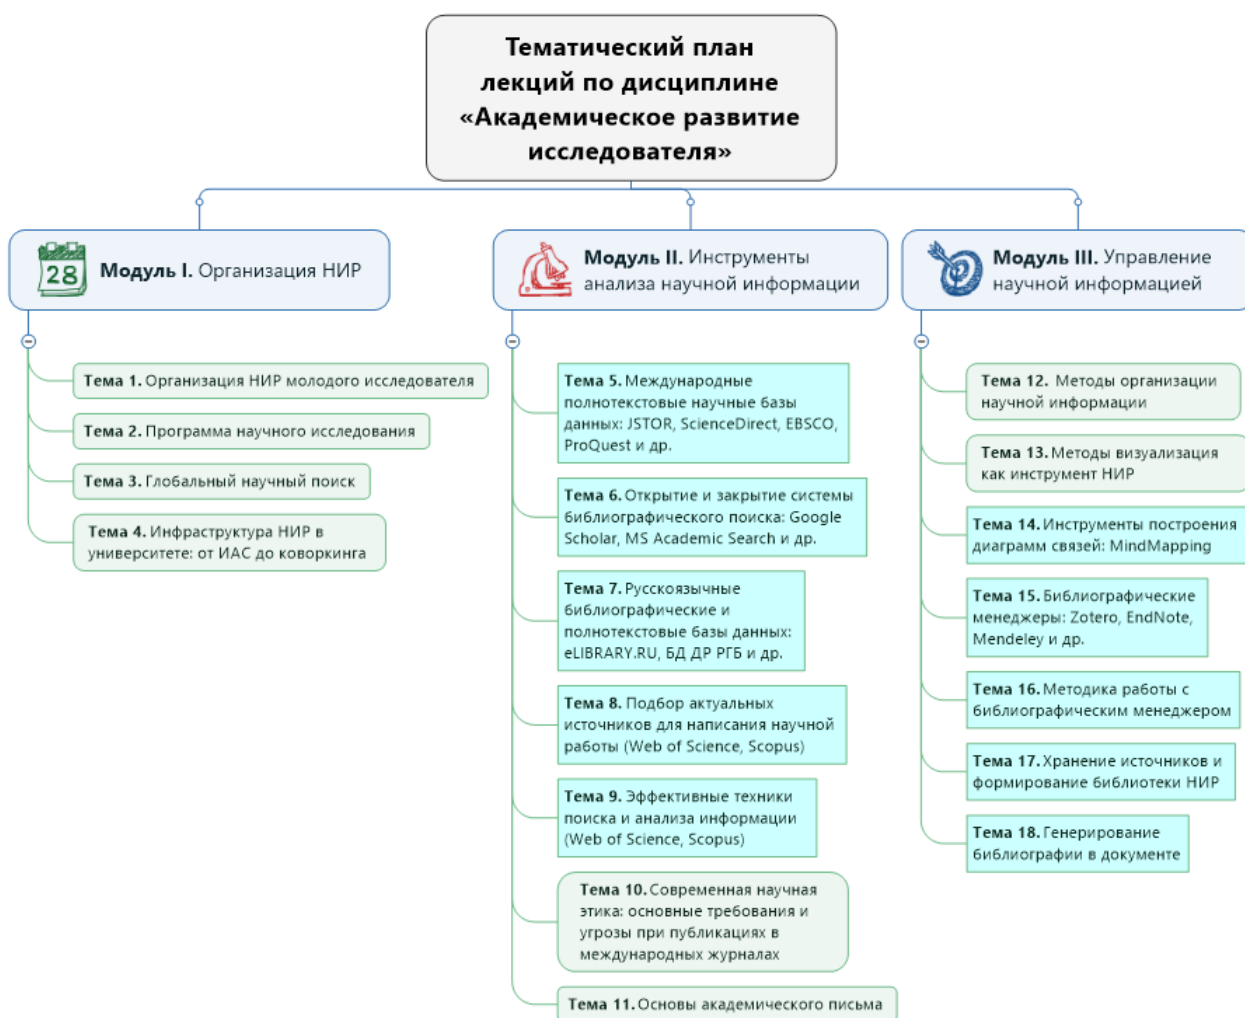 Тематический план
лекций по дисциплине
«Академическое развитие
исследователя»
28
Модуль I. Организация НИР
Тема 1. Организация НИР молодого исследователя
Тема 2. Программа научного исследования
Тема 3. Глобальный научный поиск
Тема 4. Инфраструктура НИР в
университете: от ИАС до коворкинга
Модуль II. Инструменты
анализа научной информации
Тема 5. Международные
полнотекстовые научные базы
данных: JSTOR, ScienceDirect, EBSCO,
ProQuest и др.
Тема 6. Открытие и закрытие системы
библиографического поиска: Google
Scholar, MS Academic Search и др.
Тема 7. Русскоязычные
библиографические и
полнотекстовые базы данных:
eLIBRARY.RU, БД ДР РГБ и др.
Тема 8. Подбор актуальных
источников для написания научной
работы (Web of Science, Scopus)
Тема 9. Эффективные техники
поиска и анализа информации
(Web of Science, Scopus)
Тема 10. Современная научная
этика: основные требования и
угрозы при публикациях в
международных журналах
Тема 11. Основы академического письма
Модуль III. Управление
научной информацией
Тема 12. Методы организации
научной информации
Тема 13. Методы визуализация
как инструмент НИР
Тема 14. Инструменты построения
диаграмм связей: MindMapping
Тема 15. Библиографические
менеджеры: Zotero, EndNote,
Mendeley и др.
Тема 16. Методика работы с
библиографическим менеджером
Тема 17. Хранение источников и
формирование библиотеки НИР
Тема 18. Генерирование
библиографии в документе